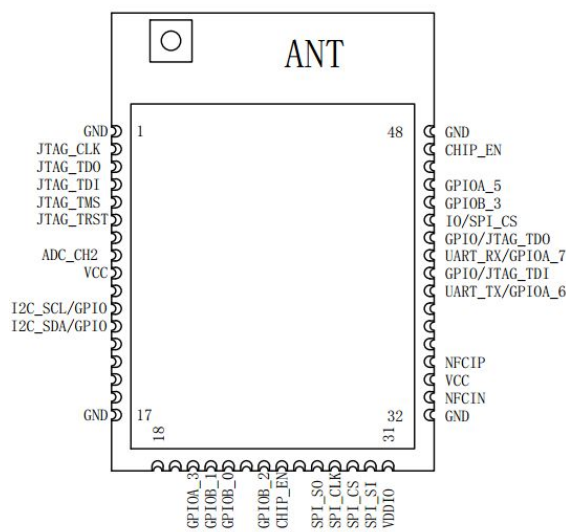 ANT
GND 1 48 GND
JTAG_CLK CHIP_EN
JTAG_TDO
JTAG_TDI GPIOA_5
JTAG_TMS GPIOB_3
JTAG_TRST IO/SPI_CS
GPIO/JTAG_TDO
ADC_CH2 UART_RX/GPIOA_7
VCC GPIO/JTAG_TDI
UART_TX/GPIOA_6
I2C_SCL/GPIO
I2C_SDA/GPIO
NFCIP
VCC
NFCIN
GND 17 32 GND
18 31
GPIOA_3
GPIOB_1
GPIOB_0
GPIOB_2
CHIP_EN
SPI_SO
SPI_CLK
SPI_CS
SPI_SI
VDDIO